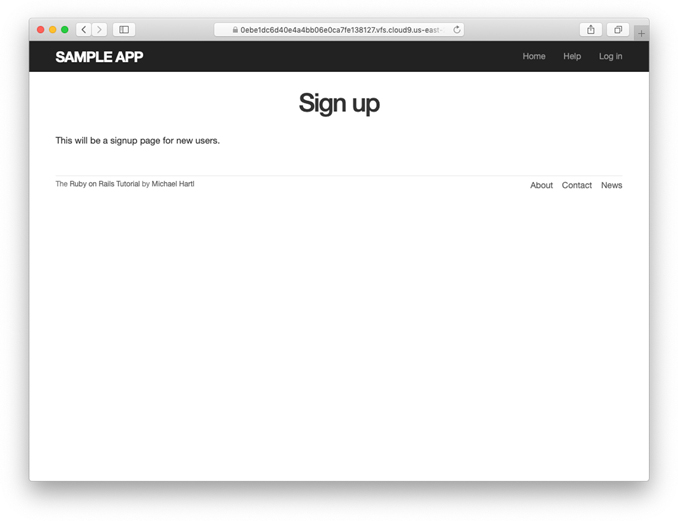 0ebe1dc6d40e4a4bb06e0ca7fe138127.vfs.cloud9.us-east-
SAMPLE APP
Home Help Log in
Sign up
This will be a signup page for new users.
The Ruby on Rails Tutorial by Michael Hartl
About Contact News